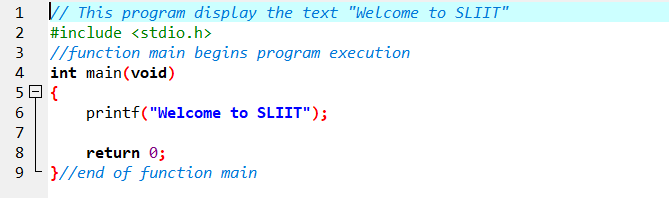 1 // This program display the text "Welcome to SLIIT"
2 #include <stdio.h>
3 //function main begins program execution
4 int main(void)
5 {
6     printf("Welcome to SLIIT");
7
8     return 0;
9 }//end of function main